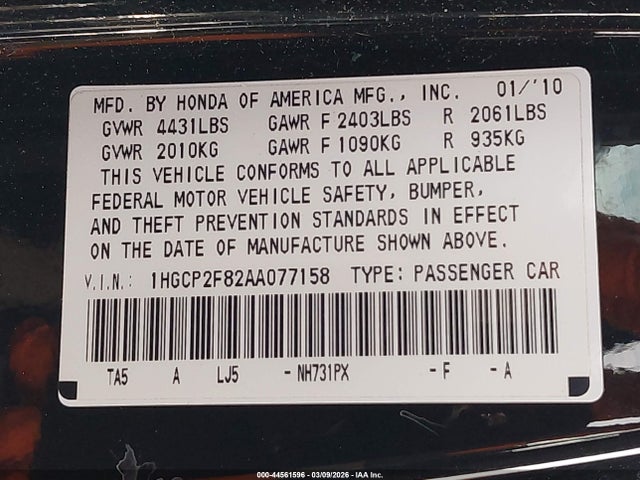 MFD. BY HONDA OF AMERICA MFG., INC. 01/'10
GVWR 4431LBS GAWR F 2403LBS R 2061LBS
GVWR 2010KG GAWR F 1090KG R 935KG
THIS VEHICLE CONFORMS TO ALL APPLICABLE
FEDERAL MOTOR VEHICLE SAFETY, BUMPER,
AND THEFT PREVENTION STANDARDS IN EFFECT
ON THE DATE OF MANUFACTURE SHOWN ABOVE.
V.I.N.: 1HGCP2F82AA077158 TYPE: PASSENGER CAR
TA5 A LJ5 - NH731PX - F - A
000-44561596 - 03/09/2026 - IAA Inc.